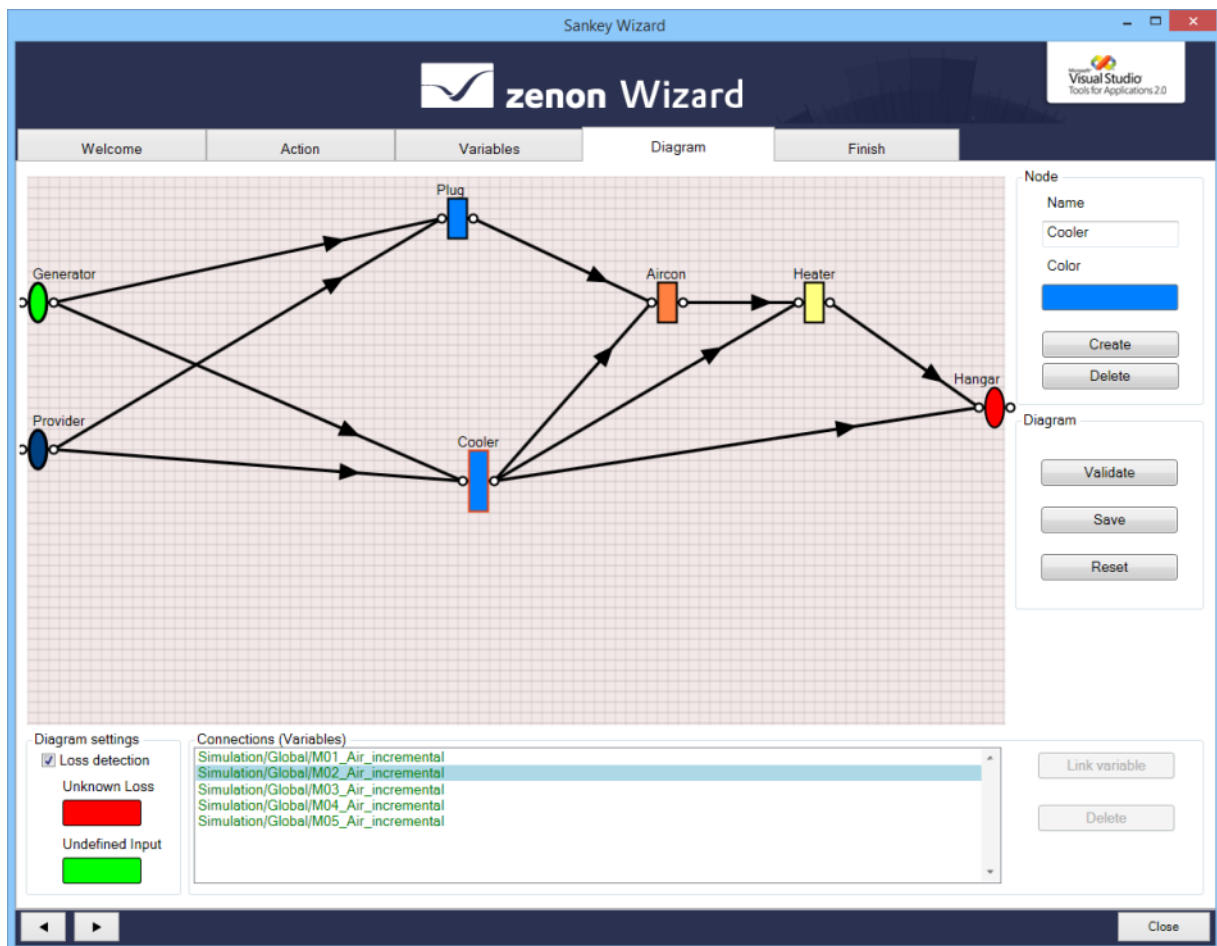 Sankey Wizard
zenon Wizard
Microsoft
Visual Studio
Tools for Applications 2.0
Welcome
Action
Variables
Diagram
Finish
Plug
Generator
Aircon
Heater
Hangar
Provider
Cooler
Node
Name
Cooler
Color
Create
Delete
Diagram
Validate
Save
Reset
Diagram settings
Loss detection
Unknown Loss
Undefined Input
Connections (Variables)
Simulation/Global/M01_Air_incremental
Simulation/Global/M02_Air_incremental
Simulation/Global/M03_Air_incremental
Simulation/Global/M04_Air_incremental
Simulation/Global/M05_Air_incremental
Link variable
Delete
Close